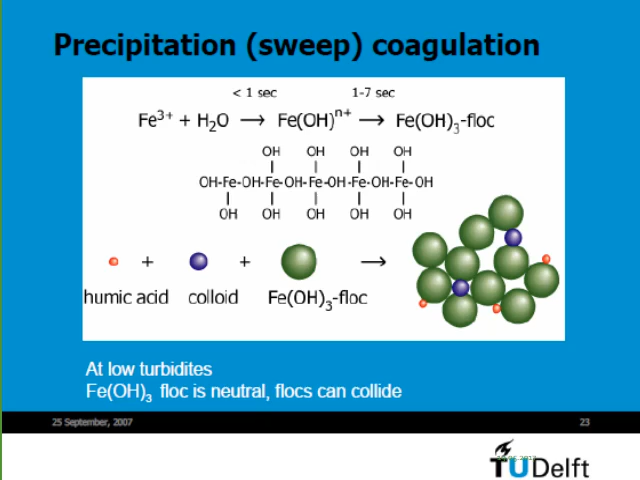 Precipitation (sweep) coagulation
< 1 sec 1-7 sec
Fe³⁺ + H₂O → Fe(OH)ⁿ⁺ → Fe(OH)₃-floc
OH OH OH OH
OH-Fe-OH-Fe-OH-Fe-OH-Fe-OH-Fe-OH
OH OH OH OH OH
+ + →
humic acid colloid Fe(OH)₃-floc
At low turbidites
Fe(OH)₃ floc is neutral, flocs can collide
25 September, 2007 23
TUDelft